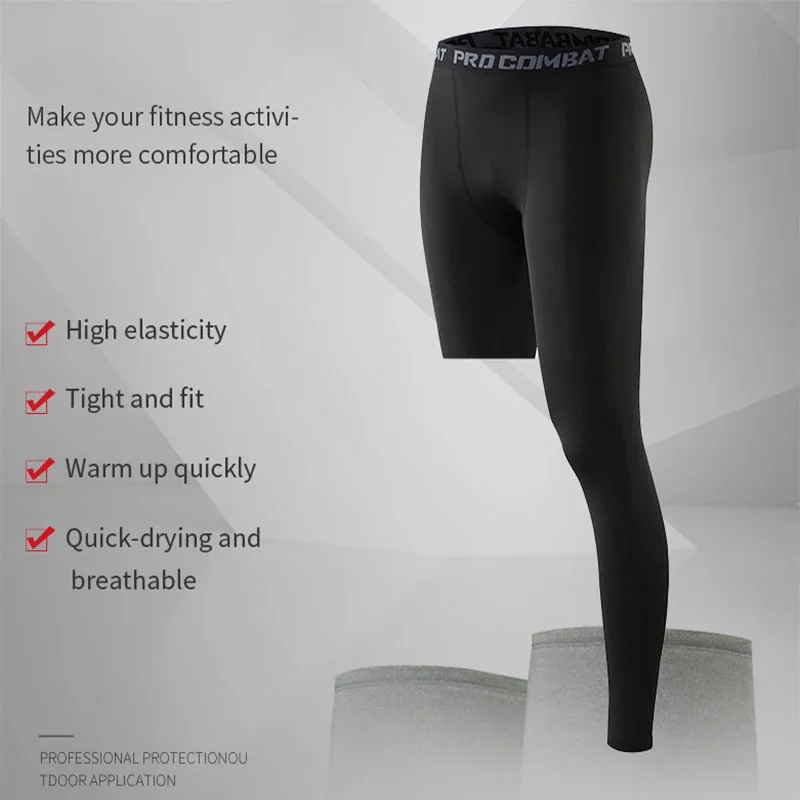 AT PRO COMBAT P
Make your fitness activi-
ties more comfortable
High elasticity
Tight and fit
Warm up quickly
Quick-drying and
breathable
PROFESSIONAL PROTECTIONOU
TDOOR APPLICATION